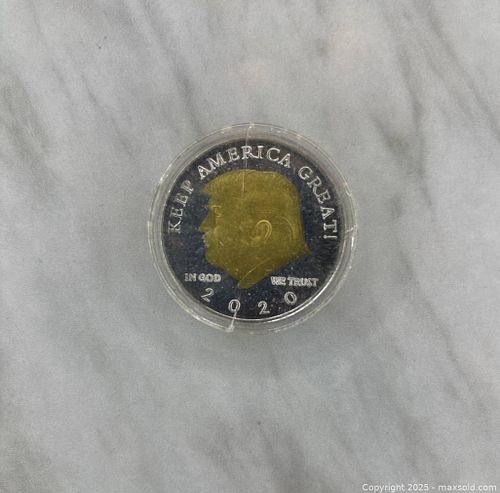 KEEP AMERICA GREAT!
IN GOD WE TRUST
2020
Copyright 2025 - maxsold.com